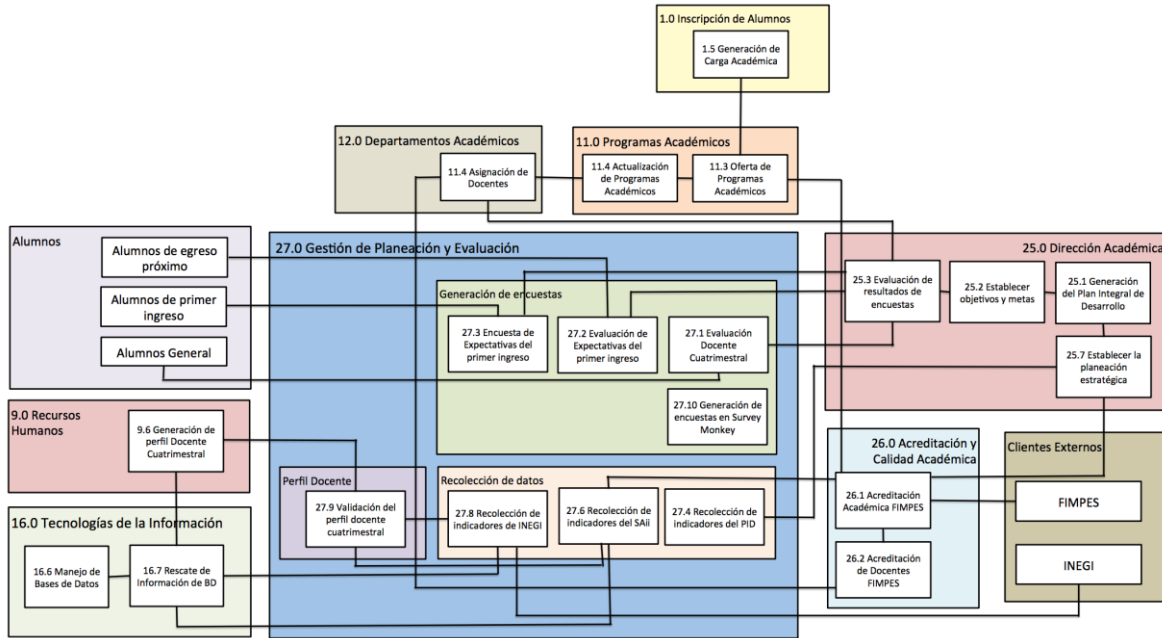 1.0 Inscripción de Alumnos
1.5 Generación de
Carga Académica
12.0 Departamentos Académicos
11.4 Asignación de
Docentes
11.0 Programas Académicos
11.4 Actualización
de Programas
Académicos
11.3 Oferta de
Programas
Académicos
Alumnos
Alumnos de egreso
próximo
Alumnos de primer
ingreso
Alumnos General
27.0 Gestión de Planeación y Evaluación
Generación de encuestas
27.3 Encuesta de
Expectativas del
primer ingreso
27.2 Evaluación de
Expectativas del
primer ingreso
27.1 Evaluación
Docente
Cuatrimestral
27.10 Generación
de encuestas en
Survey Monkey
25.0 Dirección Académica
25.3 Evaluación de
resultados de
encuestas
25.2 Establecer
objetivos y metas
25.1 Generación
del Plan Integral de
Desarrollo
25.7 Establecer la
planeación
estratégica
9.0 Recursos
Humanos
9.6 Generación de
perfil Docente
Cuatrimestral
Perfil Docente
27.9 Validación del
perfil docente
cuatrimestral
Recolección de datos
27.8 Recolección de
indicadores de INEGI
27.6 Recolección de
indicadores del SAii
27.4 Recolección de
indicadores del PID
26.0 Acreditación y
Calidad Académica
26.1 Acreditación
Académica FIMPES
26.2 Acreditación
de Docentes
FIMPES
Clientes Externos
FIMPES
INEGI
16.0 Tecnologías de la Información
16.6 Manejo de
Bases de Datos
16.7 Rescate de
Información de BD